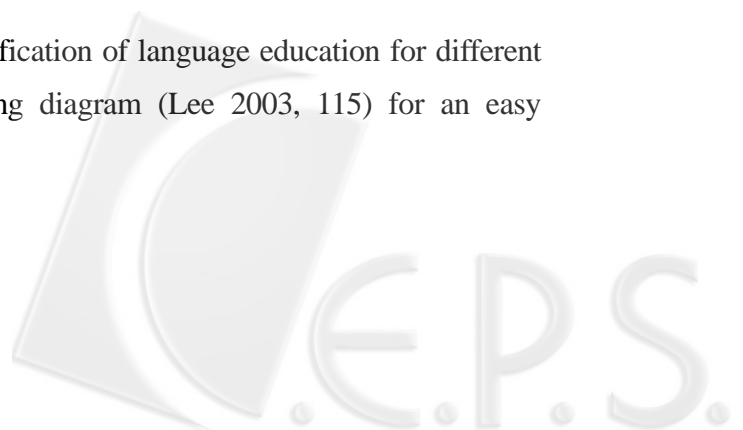 fication of language education for different
ng diagram (Lee 2003, 115) for an easy
C.E.P.S.